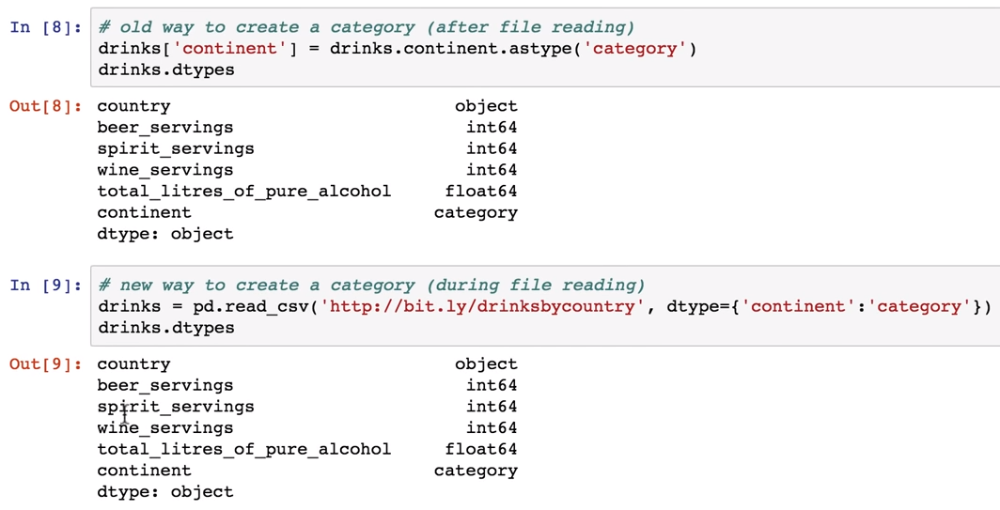 In [8]: # old way to create a category (after file reading)
drinks['continent'] = drinks.continent.astype('category')
drinks.dtypes
Out[8]: country object
beer_servings int64
spirit_servings int64
wine_servings int64
total_litres_of_pure_alcohol float64
continent category
dtype: object
In [9]: # new way to create a category (during file reading)
drinks = pd.read_csv('http://bit.ly/drinksbycountry', dtype={'continent':'category'})
drinks.dtypes
Out[9]: country object
beer_servings int64
spirit_servings int64
wine_servings int64
total_litres_of_pure_alcohol float64
continent category
dtype: object